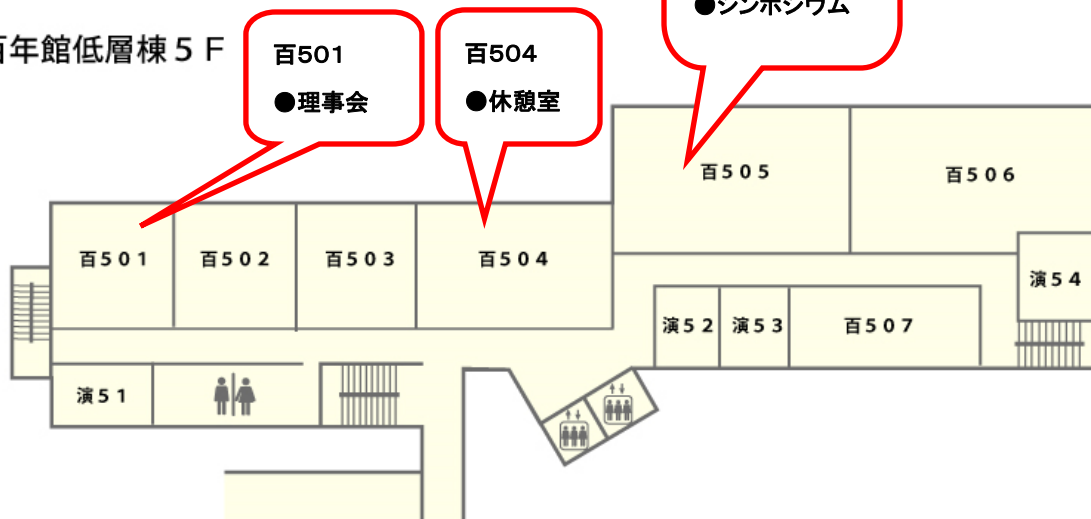 ●シンポジウム
百年館低層棟５Ｆ
百501
●理事会
百504
●休憩室
百５０５
百５０６
百５０１
百５０２
百５０３
百５０４
演５４
演５２
演５３
百５０７
演５１